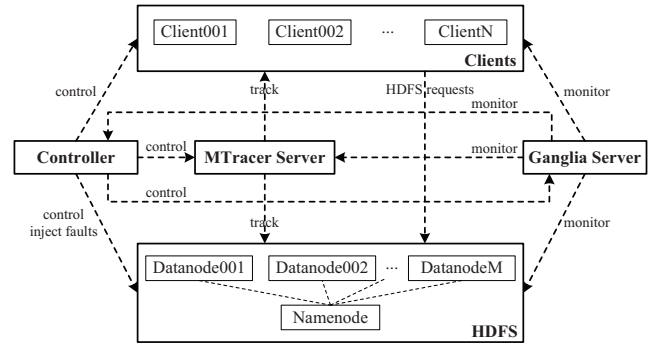 Client001 Client002 ... ClientN
Clients
control track HDFS requests monitor
monitor
Controller control MTracer Server monitor Ganglia Server
control
control
inject faults track monitor
Datanode001 Datanode002 ... DatanodeM
Namenode
HDFS